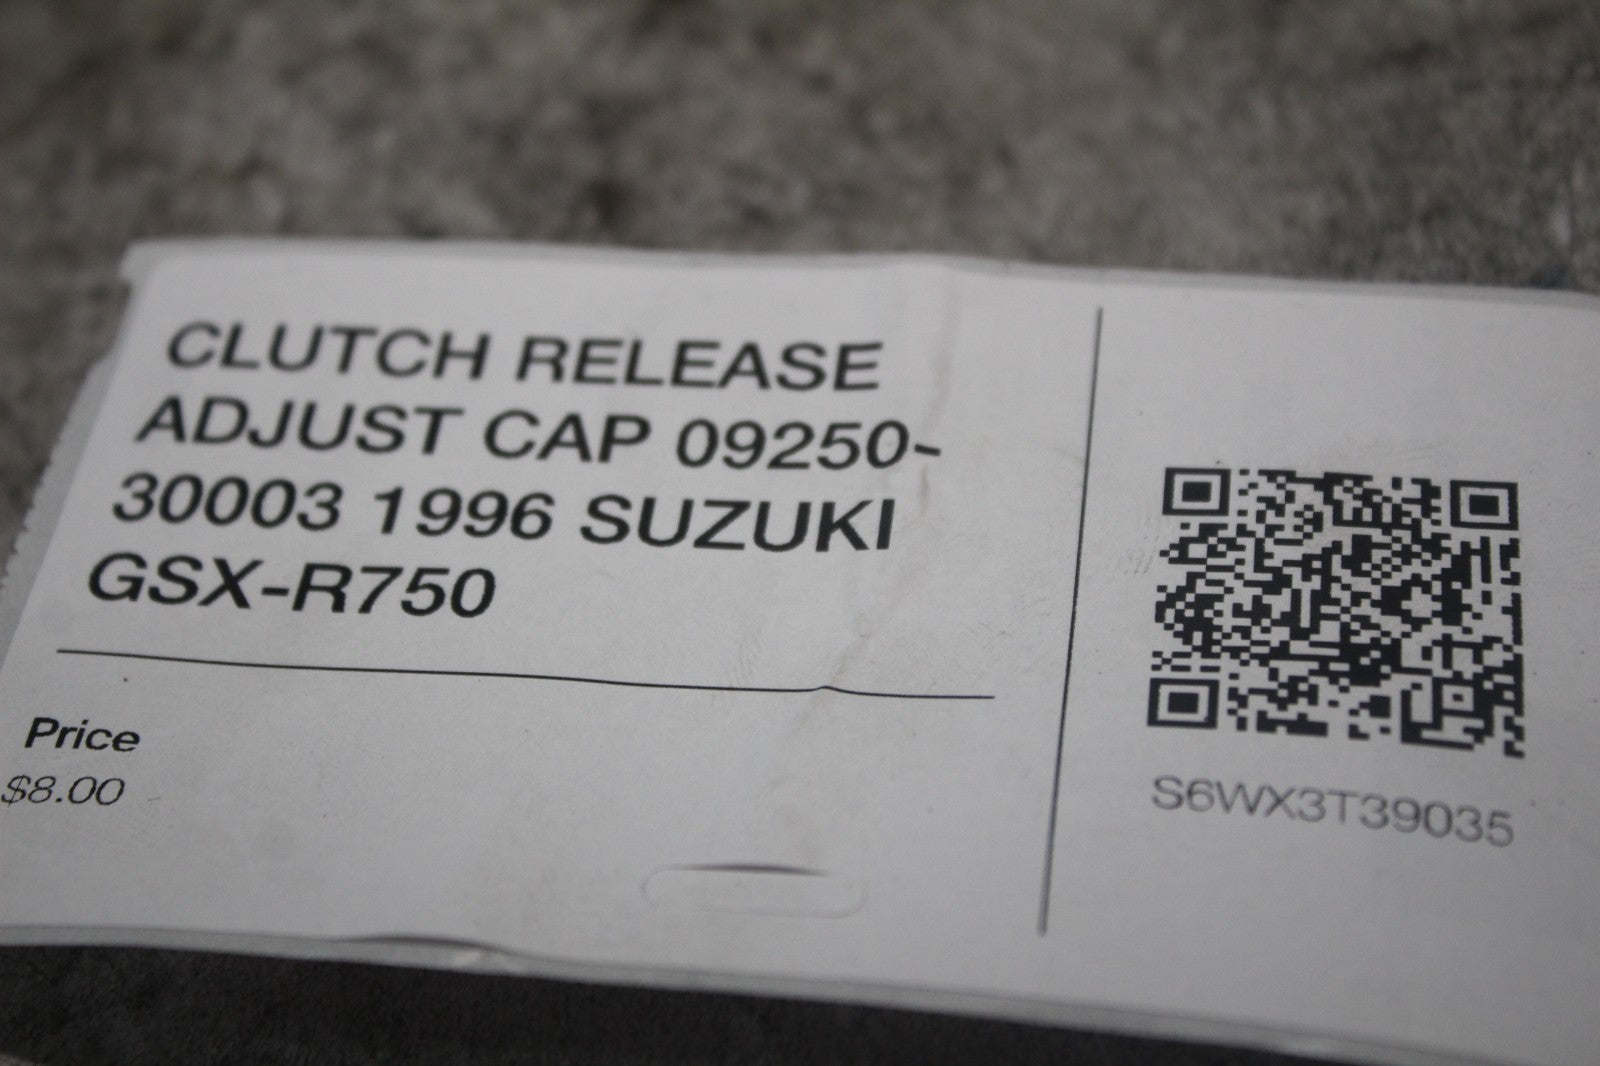 CLUTCH RELEASE
ADJUST CAP 09250-
30003 1996 SUZUKI
GSX-R750
Price
$8.00
S6WX3T39035